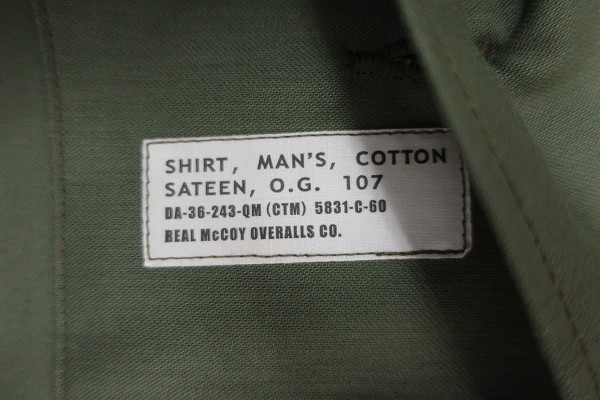 SHIRT, MAN'S, COTTON
SATEEN, O.G. 107
DA-36-243-QM (CTM) 5831-C-60
REAL McCOY OVERALLS CO.